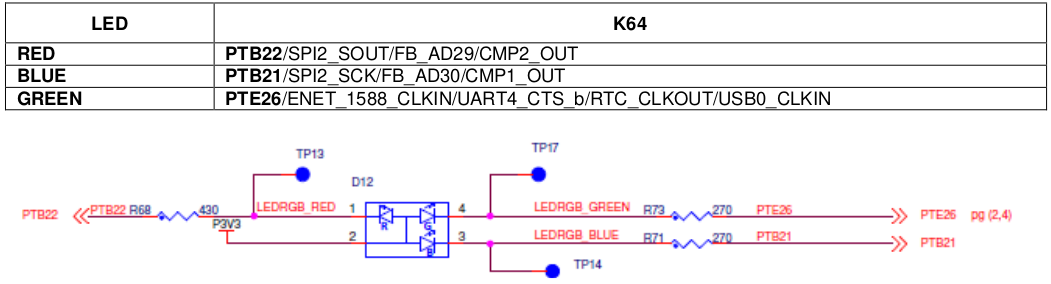 LED K64
RED PTB22/SPI2_SOUT/FB_AD29/CMP2_OUT
BLUE PTB21/SPI2_SCK/FB_AD30/CMP1_OUT
GREEN PTE26/ENET_1588_CLKIN/UART4_CTS_b/RTC_CLKOUT/USB0_CLKIN
TP13 TP17
D12
PTB22 PTB22 R68 430 LEDRGB_RED 1 4 LEDRGB_GREEN R73 270 PTE26 PTE26 pg (2,4)
P3V3 2 3 LEDRGB_BLUE R71 270 PTB21 PTB21
TP14